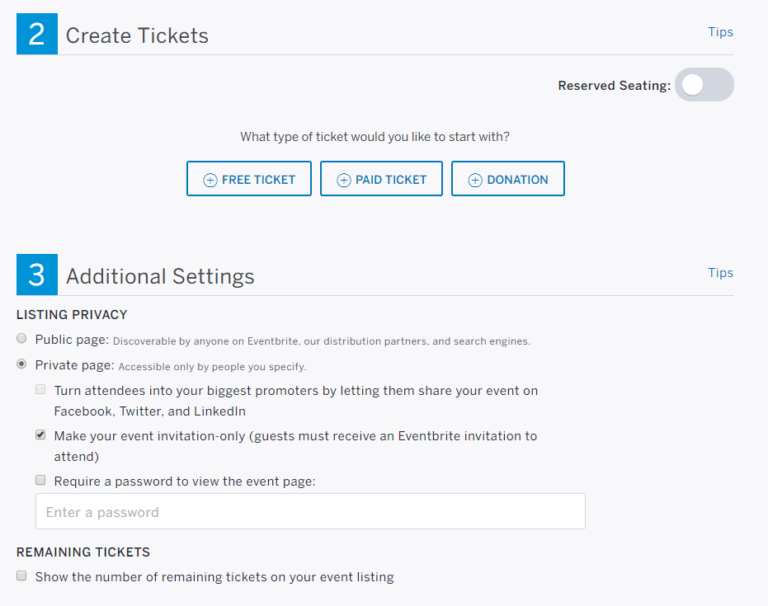 2 Create Tickets Tips
Reserved Seating:
What type of ticket would you like to start with?
FREE TICKET PAID TICKET DONATION
3 Additional Settings Tips
LISTING PRIVACY
Public page: Discoverable by anyone on Eventbrite, our distribution partners, and search engines.
Private page: Accessible only by people you specify.
Turn attendees into your biggest promoters by letting them share your event on
Facebook, Twitter, and LinkedIn
Make your event invitation-only (guests must receive an Eventbrite invitation to
attend)
Require a password to view the event page:
Enter a password
REMAINING TICKETS
Show the number of remaining tickets on your event listing